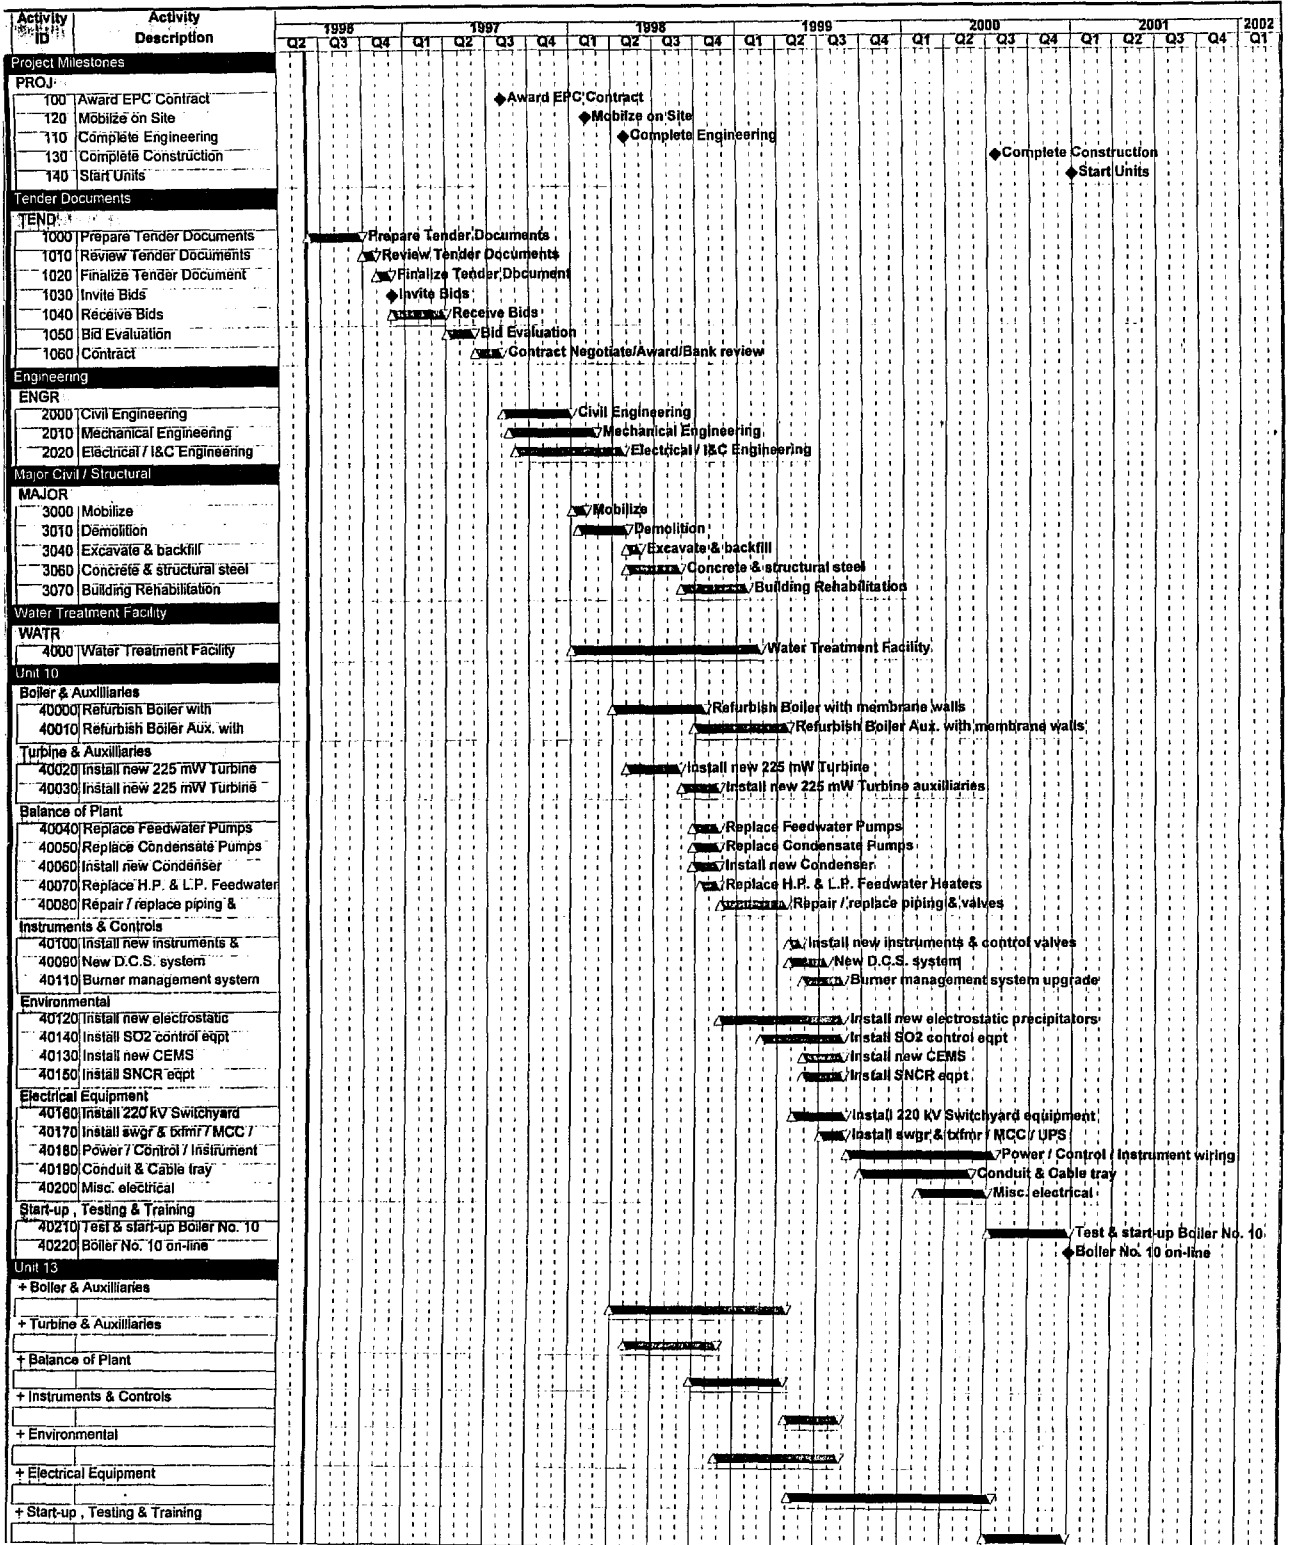 Activity ID Activity Description 1996 1997 1998 1999 2000 2001 2002
Q2 Q3 Q4 Q1 Q2 Q3 Q4 Q1 Q2 Q3 Q4 Q1 Q2 Q3 Q4 Q1 Q2 Q3 Q4 Q1 Q2 Q3 Q4 Q1
Project Milestones
PROJ
100 Award EPC Contract Award EPC Contract
120 Mobilze on Site Mobilze on Site
110 Complete Engineering Complete Engineering
130 Complete Construction Complete Construction
140 Start Units Start Units
Tender Documents
TEND
1000 Prepare Tender Documents Prepare Tender Documents
1010 Review Tender Documents Review Tender Documents
1020 Finalize Tender Document Finalize Tender Document
1030 Invite Bids Invite Bids
1040 Receive Bids Receive Bids
1050 Bid Evaluation Bid Evaluation
1060 Contract Contract Negotiate/Award/Bank review
Engineering
ENGR
2000 Civil Engineering Civil Engineering
2010 Mechanical Engineering Mechanical Engineering
2020 Electrical / I&C Engineering Electrical / I&C Engineering
Major Civil / Structural
MAJOR
3000 Mobilize Mobilize
3010 Demolition Demolition
3040 Excavate & backfill Excavate & backfill
3060 Concrete & structural steel Concrete & structural steel
3070 Building Rehabilitation Building Rehabilitation
Water Treatment Facility
WATR
4000 Water Treatment Facility Water Treatment Facility
Unit 10
Boiler & Auxilliaries
40000 Refurbish Boiler with Refurbish Boiler with membrane walls
40010 Refurbish Boiler Aux. with Refurbish Boiler Aux. with membrane walls
Turbine & Auxilliaries
40020 Install new 225 mW Turbine Install new 225 mW Turbine
40030 Install new 225 mW Turbine Install new 225 mW Turbine auxilliaries
Balance of Plant
40040 Replace Feedwater Pumps Replace Feedwater Pumps
40050 Replace Condensate Pumps Replace Condensate Pumps
40060 Install new Condenser Install new Condenser
40070 Replace H.P. & L.P. Feedwater Replace H.P. & L.P. Feedwater Heaters
40080 Repair / replace piping & Repair / replace piping & valves
Instruments & Controls
40100 Install new instruments & Install new instruments & control valves
40090 New D.C.S. system New D.C.S. system
40110 Burner management system Burner management system upgrade
Environmental
40120 Install new electrostatic Install new electrostatic precipitators
40140 Install SO2 control eqpt Install SO2 control eqpt
40130 Install new CEMS Install new CEMS
40150 Install SNCR eqpt Install SNCR eqpt
Electrical Equipment
40160 Install 220 kV Switchyard Install 220 kV Switchyard equipment
40170 Install swgr & txfmr / MCC / Install swgr & txfmr / MCC / UPS
40180 Power / Control / Instrument Power / Control / Instrument wiring
40190 Conduit & Cable tray Conduit & Cable tray
40200 Misc. electrical Misc. electrical
Start-up , Testing & Training
40210 Test & start-up Boiler No. 10 Test & start-up Boiler No. 10
40220 Boiler No. 10 on-line Boiler No. 10 on-line
Unit 13
+ Boiler & Auxilliaries
+ Turbine & Auxilliaries
+ Balance of Plant
+ Instruments & Controls
+ Environmental
+ Electrical Equipment
+ Start-up , Testing & Training